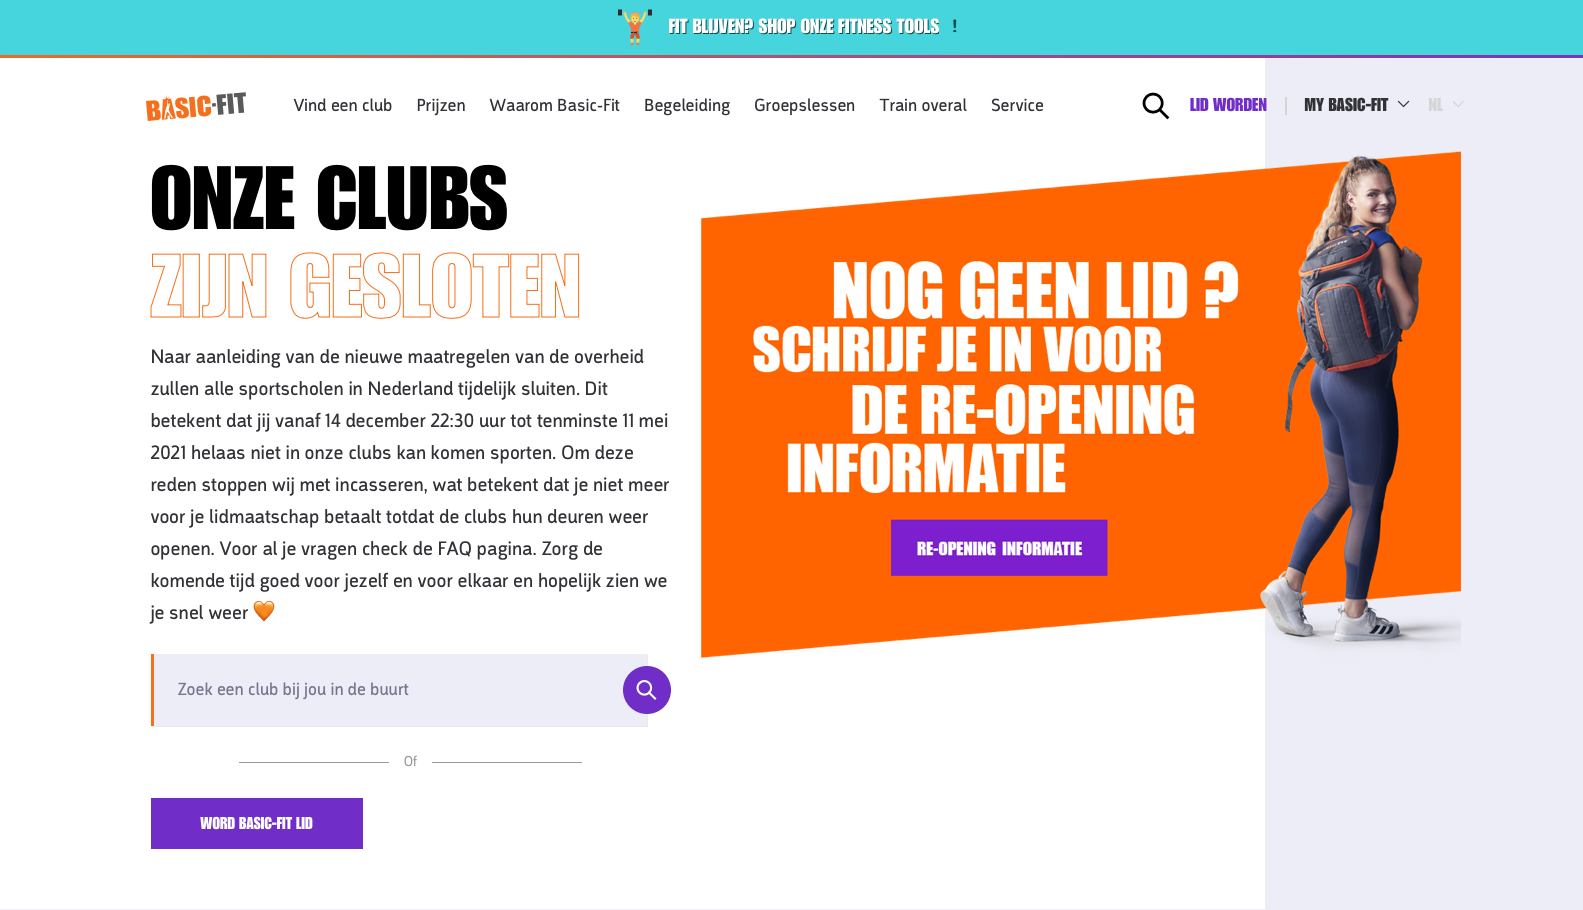 FIT BLIJVEN? SHOP ONZE FITNESS TOOLS !
BASIC-FIT Vind een club Prijzen Waarom Basic-Fit Begeleiding Groepslessen Train overal Service LID WORDEN MY BASIC-FIT NL
ONZE CLUBS
ZIJN GESLOTEN
Naar aanleiding van de nieuwe maatregelen van de overheid
zullen alle sportscholen in Nederland tijdelijk sluiten. Dit
betekent dat jij vanaf 14 december 22:30 uur tot tenminste 11 mei
2021 helaas niet in onze clubs kan komen sporten. Om deze
reden stoppen wij met incasseren, wat betekent dat je niet meer
voor je lidmaatschap betaalt totdat de clubs hun deuren weer
openen. Voor al je vragen check de FAQ pagina. Zorg de
komende tijd goed voor jezelf en voor elkaar en hopelijk zien we
je snel weer 🧡
Zoek een club bij jou in de buurt
Of
WORD BASIC-FIT LID
NOG GEEN LID ?
SCHRIJF JE IN VOOR
DE RE-OPENING
INFORMATIE
RE-OPENING INFORMATIE